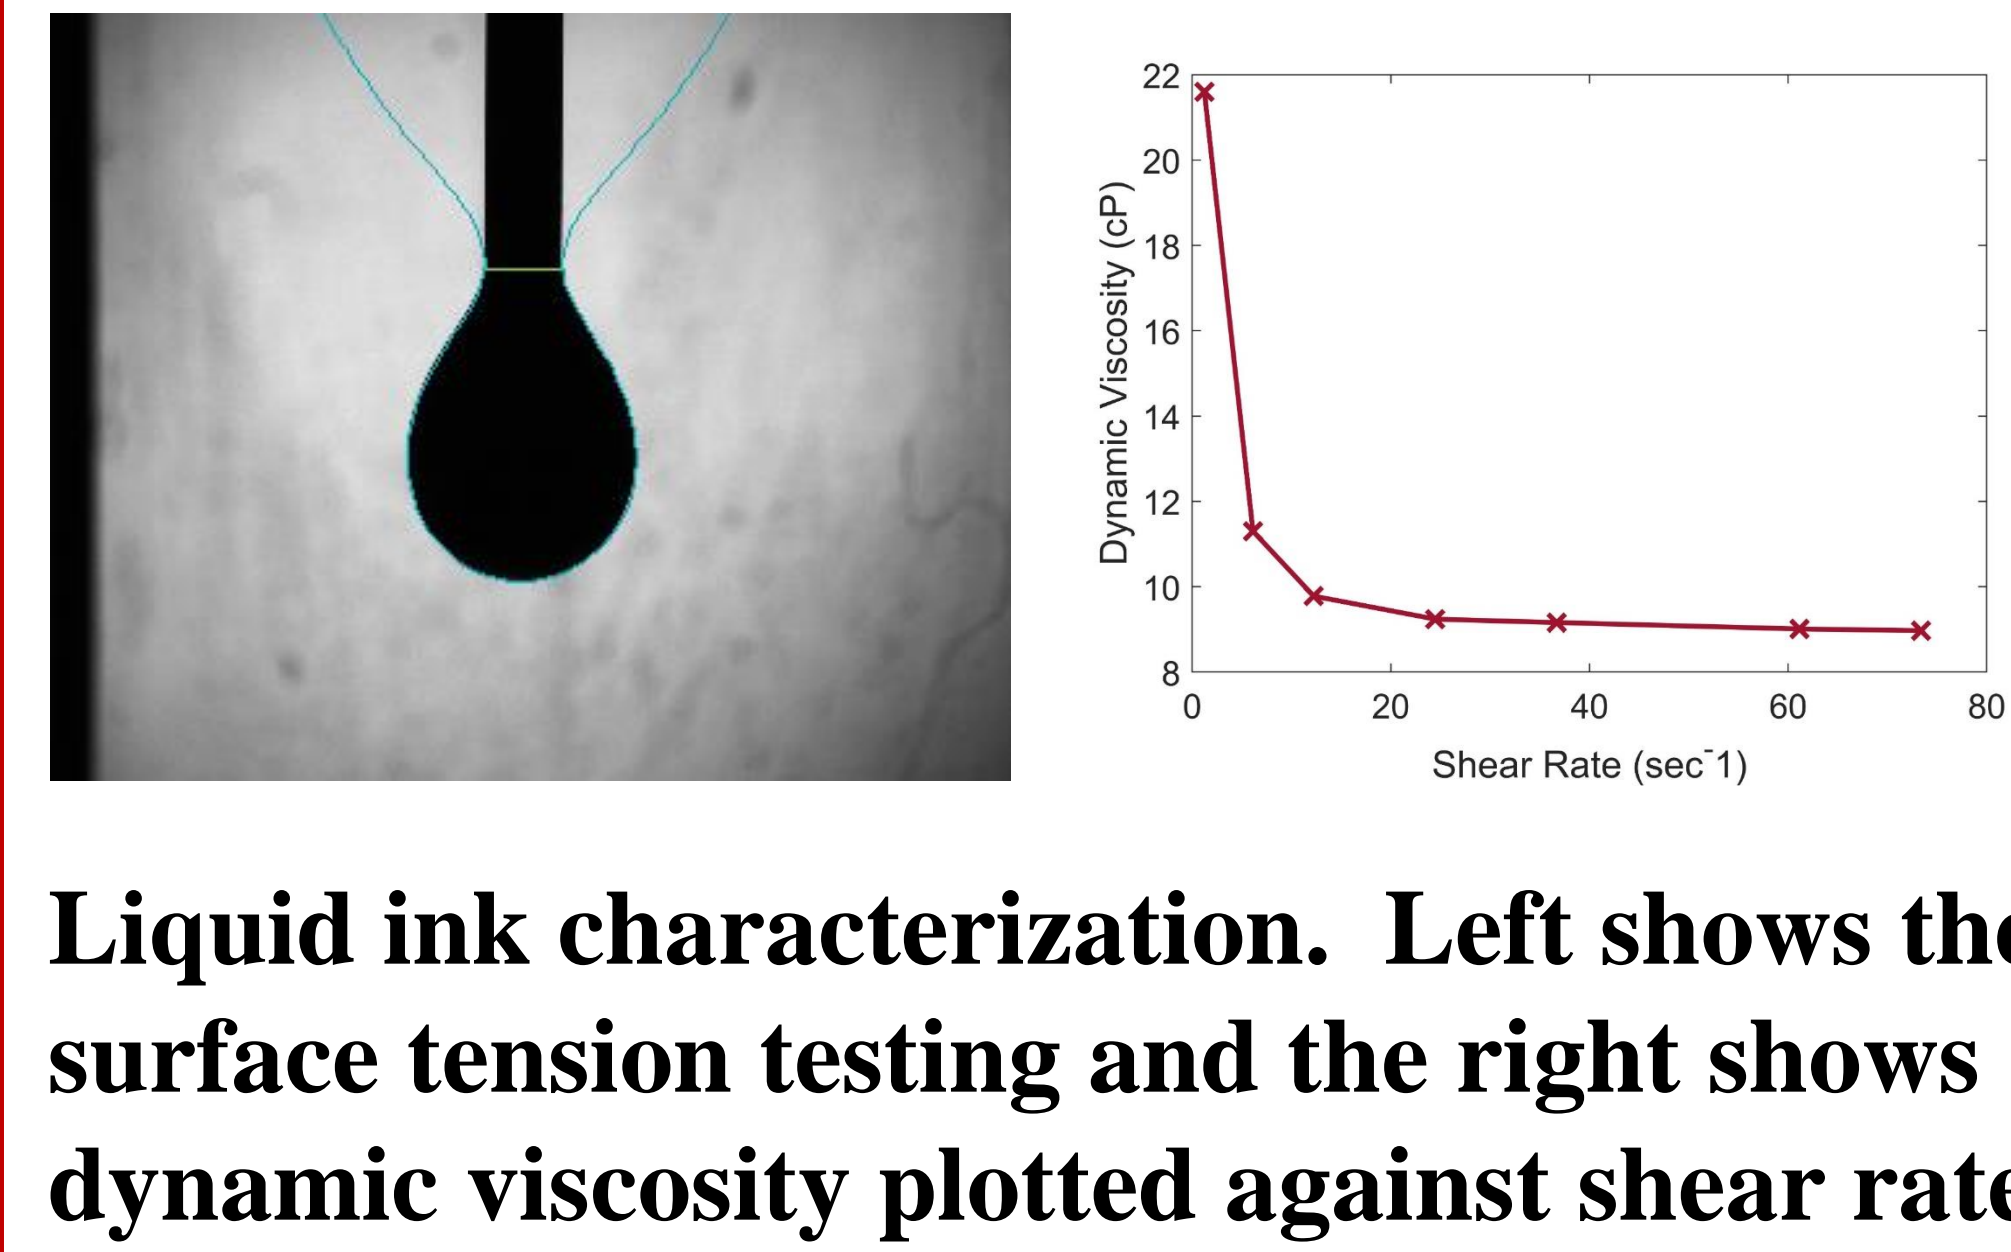 22
20
18
16
14
12
10
8
Dynamic Viscosity (cP)
0 20 40 60 80
Shear Rate (sec⁻1)
Liquid ink characterization.  Left shows the
surface tension testing and the right shows
dynamic viscosity plotted against shear rate